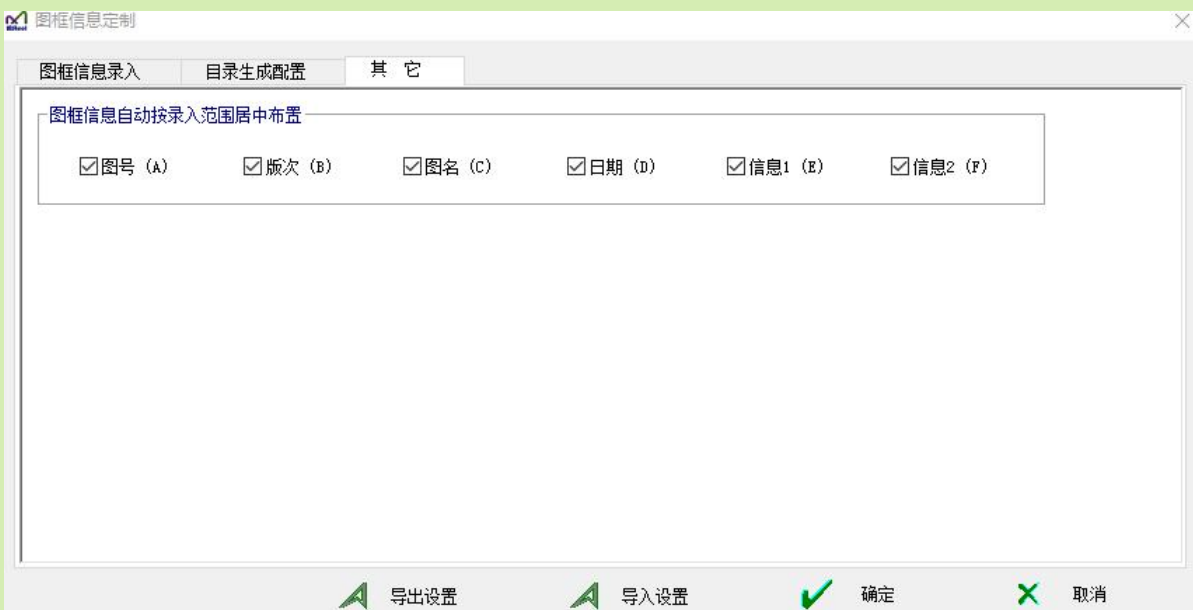 图框信息定制
图框信息录入 目录生成配置 其 它
图框信息自动按录入范围居中布置
图号 (A) 版次 (B) 图名 (C) 日期 (D) 信息1 (E) 信息2 (F)
导出设置 导入设置 确定 取消